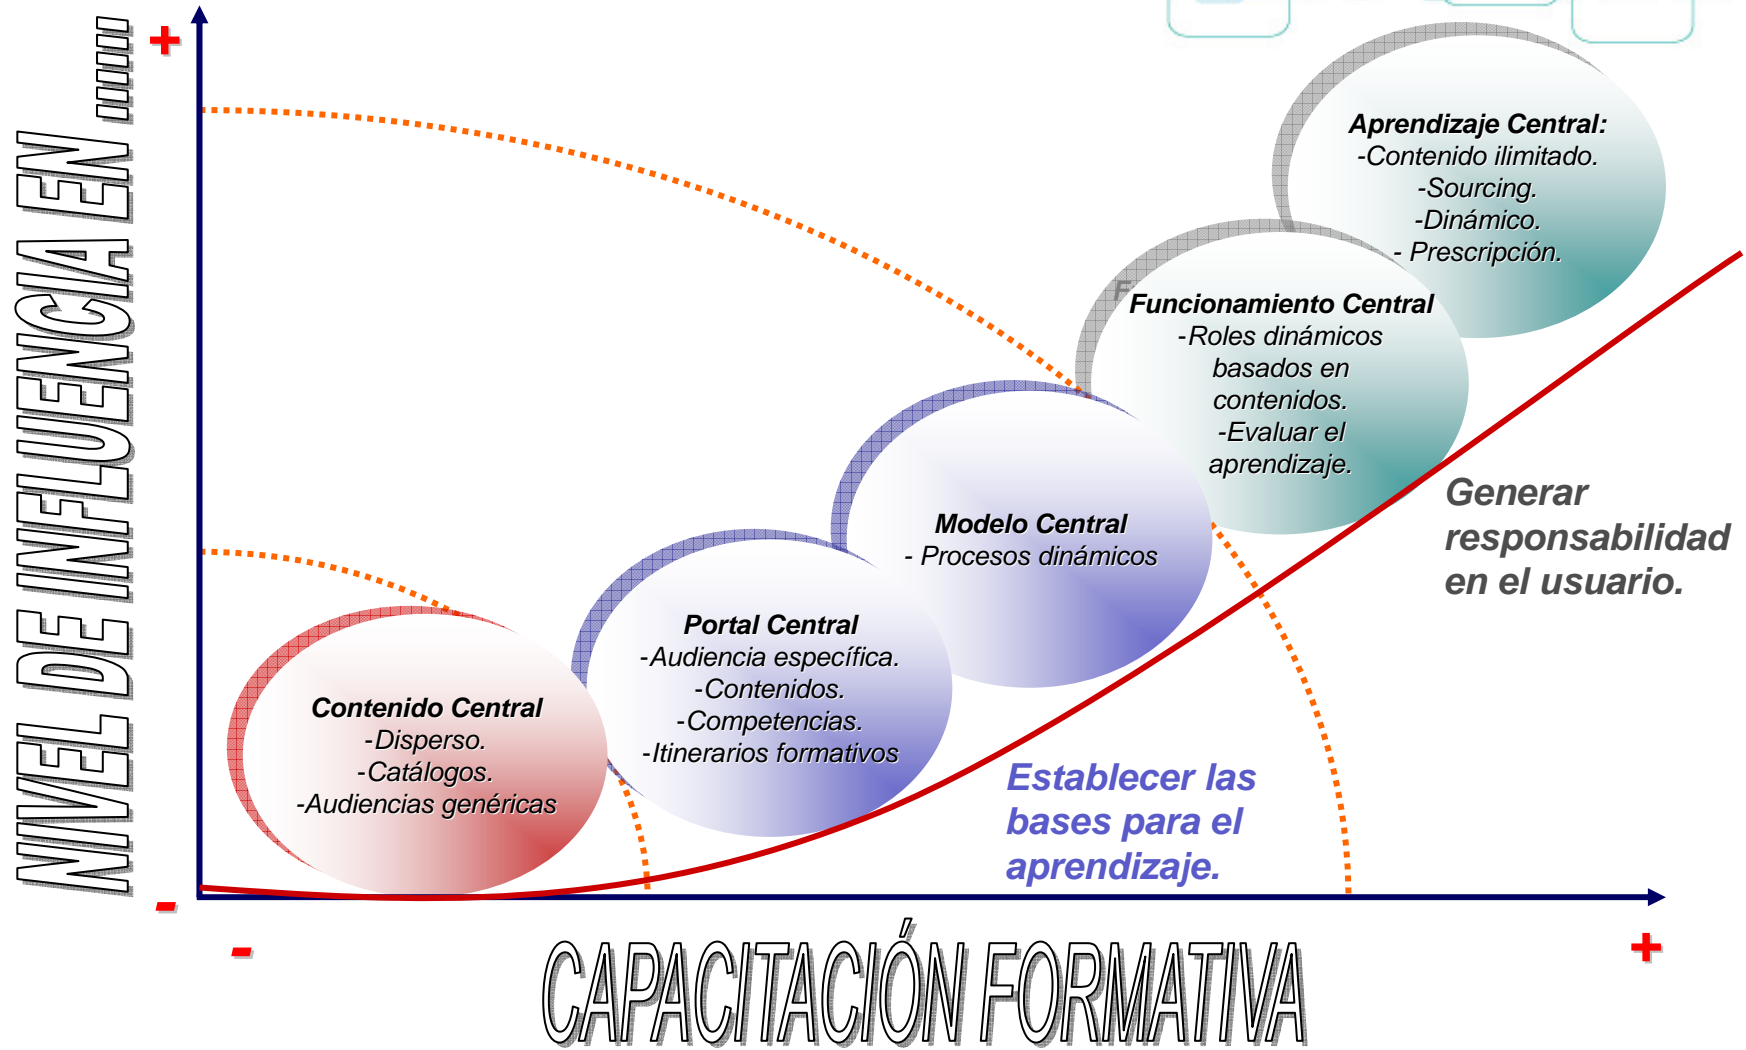 NIVEL DE INFLUENCIA EN ......
+
-
Aprendizaje Central:
-Contenido ilimitado.
-Sourcing.
-Dinámico.
- Prescripción.
Funcionamiento Central
-Roles dinámicos
basados en
contenidos.
-Evaluar el
aprendizaje.
Modelo Central
- Procesos dinámicos
Portal Central
-Audiencia específica.
-Contenidos.
-Competencias.
-Itinerarios formativos
Contenido Central
-Disperso.
-Catálogos.
-Audiencias genéricas
Generar
responsabilidad
en el usuario.
Establecer las
bases para el
aprendizaje.
-
+
CAPACITACIÓN FORMATIVA